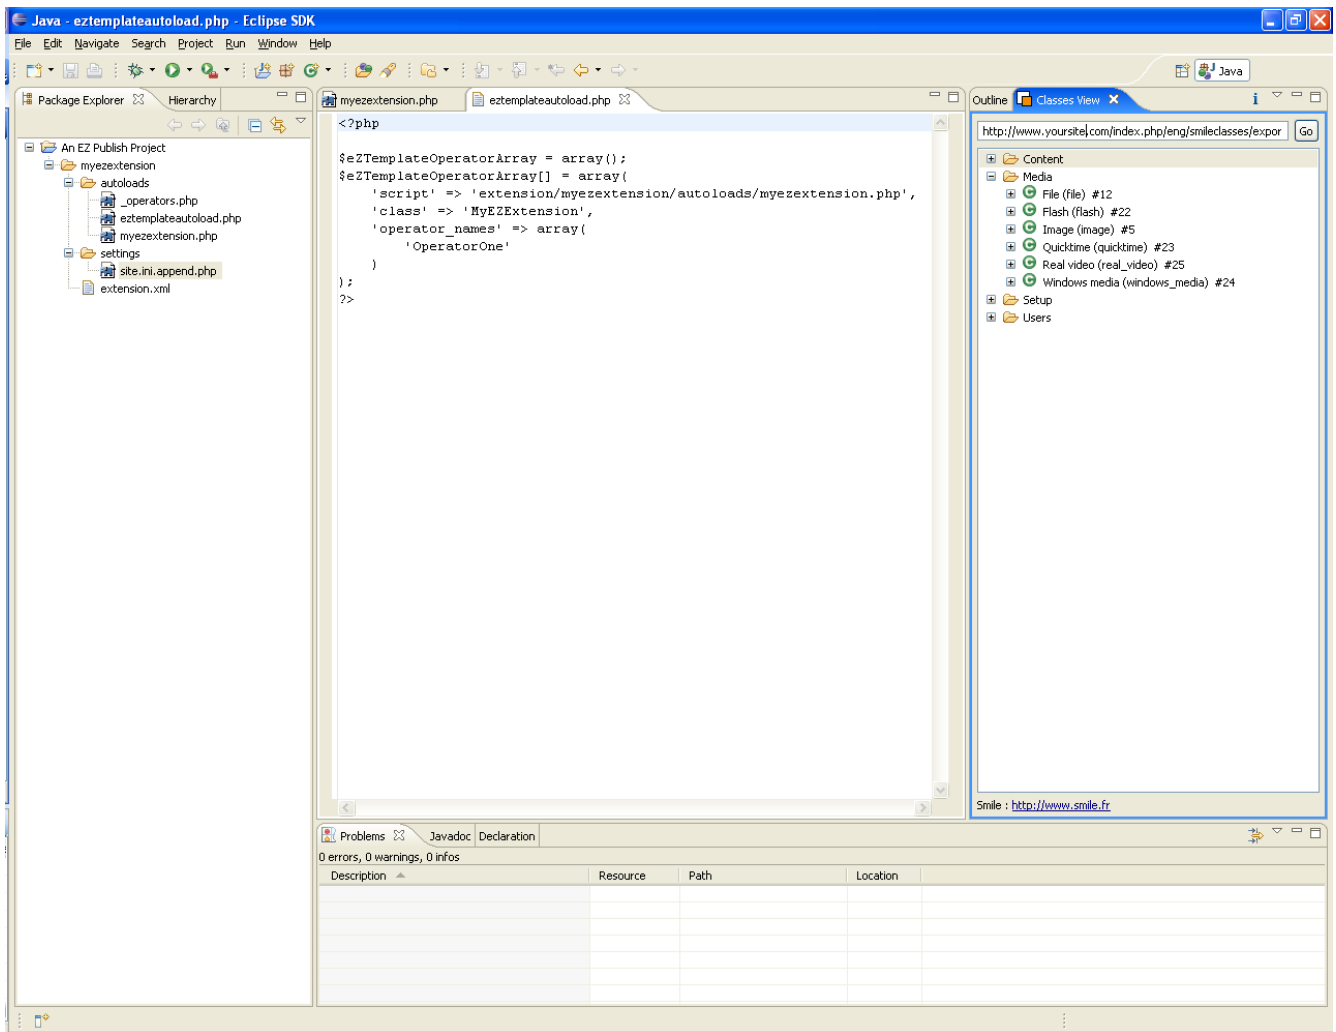 Java - eztemplateautoload.php - Eclipse SDK
File Edit Navigate Search Project Run Window Help
Java
Package Explorer
Hierarchy
An EZ Publish Project
myezextension
autoloads
_operators.php
eztemplateautoload.php
myezextension.php
settings
site.ini.append.php
extension.xml
myezextension.php
eztemplateautoload.php
<?php
$eZTemplateOperatorArray = array();
$eZTemplateOperatorArray[] = array(
'script' => 'extension/myezextension/autoloads/myezextension.php',
'class' => 'MyEZExtension',
'operator_names' => array(
'OperatorOne'
)
);
?>
Outline
Classes View
http://www.yoursite.com/index.php/eng/smileclasses/expor
Go
Content
Media
File (file) #12
Flash (flash) #22
Image (image) #5
Quicktime (quicktime) #23
Real video (real_video) #25
Windows media (windows_media) #24
Setup
Users
Smile : http://www.smile.fr
Problems
Javadoc
Declaration
0 errors, 0 warnings, 0 infos
Description Resource Path Location